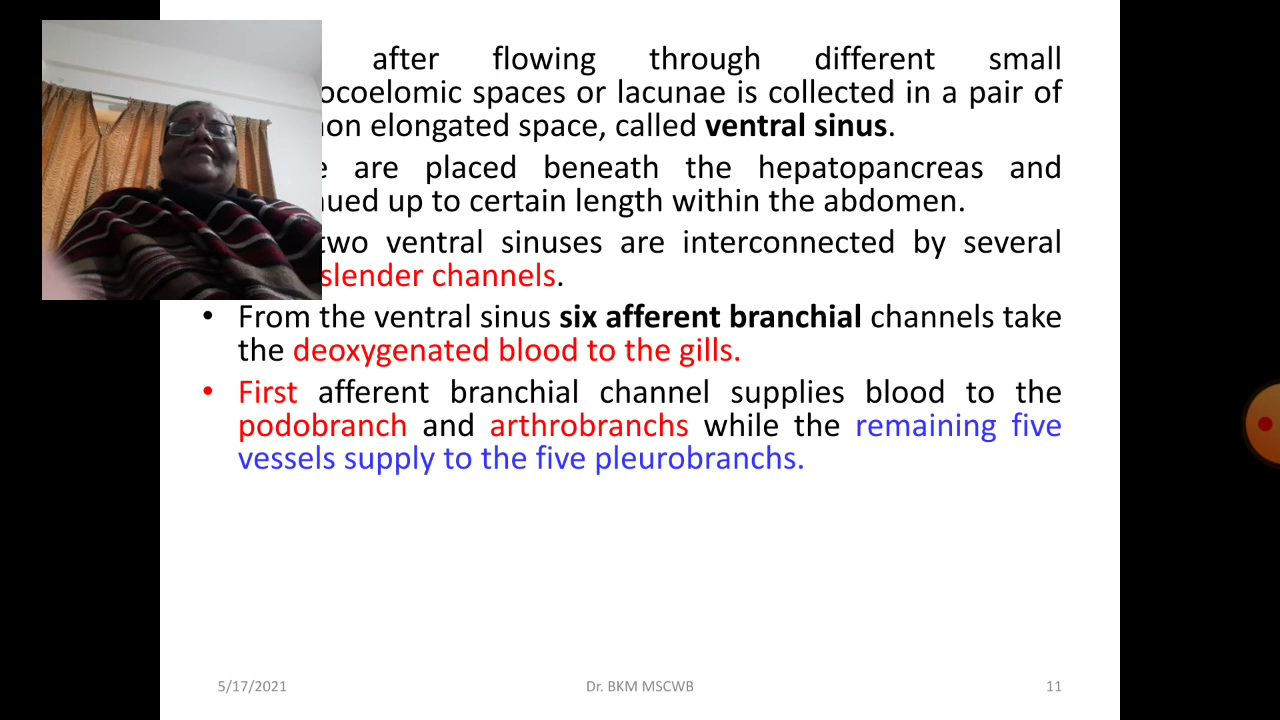 after flowing through different small
ocoelomic spaces or lacunae is collected in a pair of
on elongated space, called ventral sinus.
e are placed beneath the hepatopancreas and
ued up to certain length within the abdomen.
two ventral sinuses are interconnected by several
slender channels.
• From the ventral sinus six afferent branchial channels take
the deoxygenated blood to the gills.
• First afferent branchial channel supplies blood to the
podobranch and arthrobranchs while the remaining five
vessels supply to the five pleurobranchs.
5/17/2021 Dr. BKM MSCWB 11